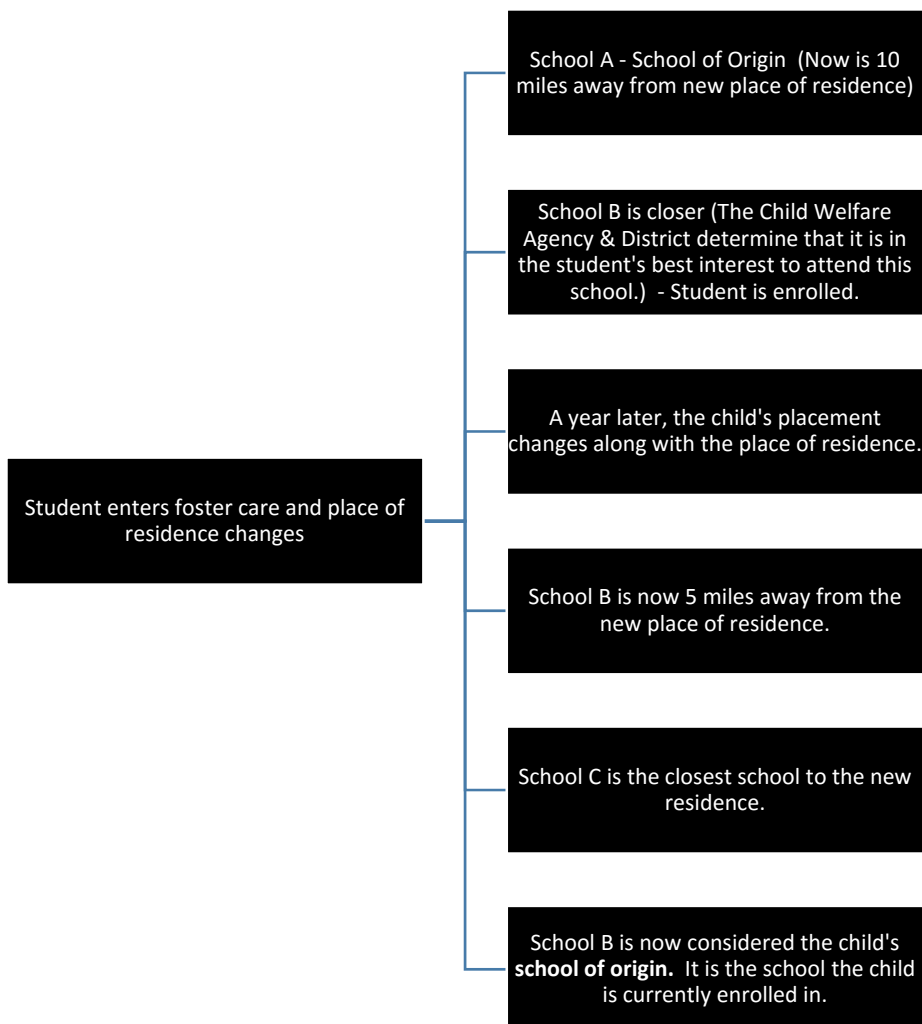 Student enters foster care and place of
residence changes
School A - School of Origin  (Now is 10
miles away from new place of residence)
School B is closer (The Child Welfare
Agency & District determine that it is in
the student's best interest to attend this
school.)  - Student is enrolled.
A year later, the child's placement
changes along with the place of residence.
School B is now 5 miles away from the
new place of residence.
School C is the closest school to the new
residence.
School B is now considered the child's
school of origin.  It is the school the child
is currently enrolled in.